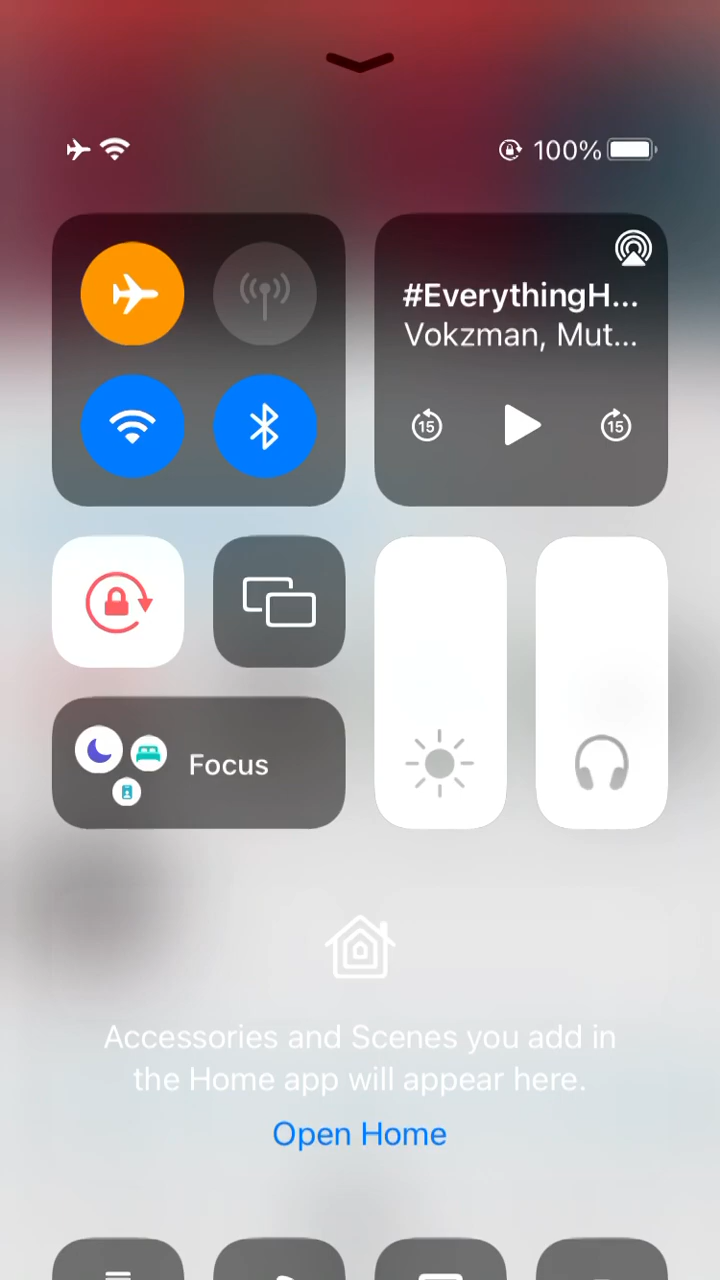 100%
#EverythingH...
Vokzman, Mut...
15
15
Focus
Accessories and Scenes you add in
the Home app will appear here.
Open Home